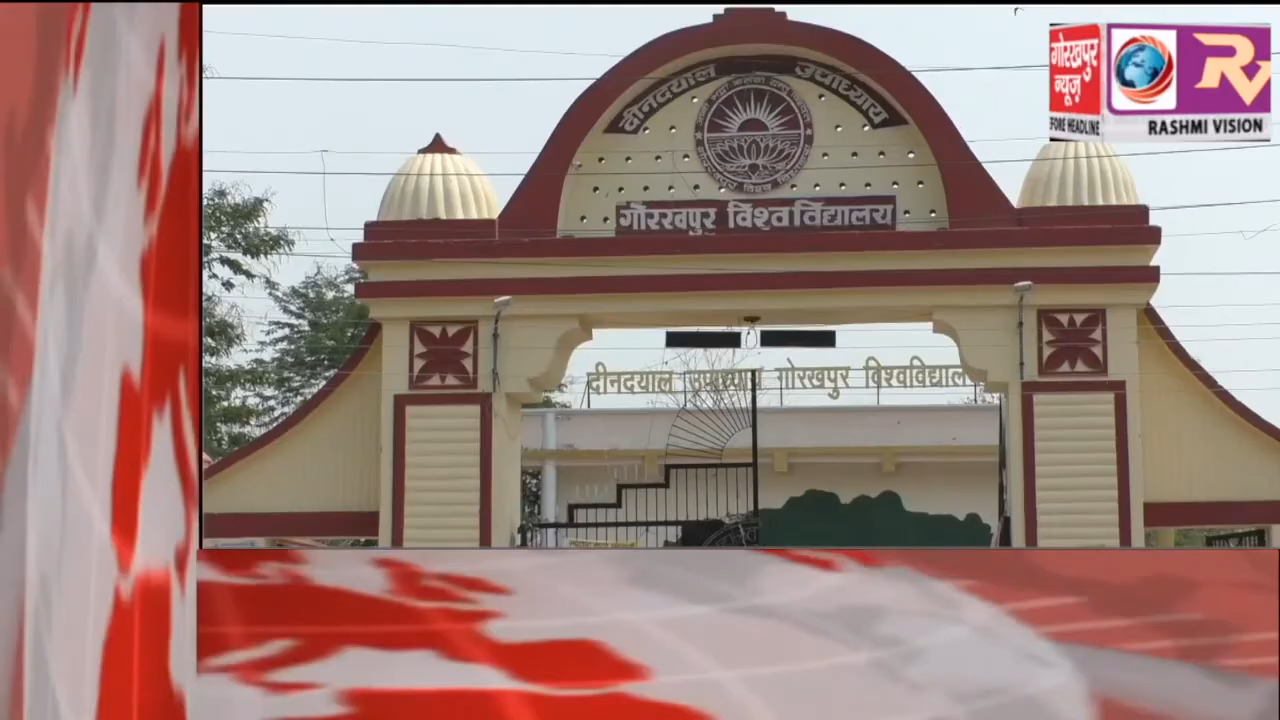 गोरखपुर
न्यूज़
FORE HEADLINE
RV
RASHMI VISION
दीनदयाल उपाध्याय
गोरखपुर विश्वविद्यालय
दीनदयाल उपाध्याय गोरखपुर विश्वविद्यालय